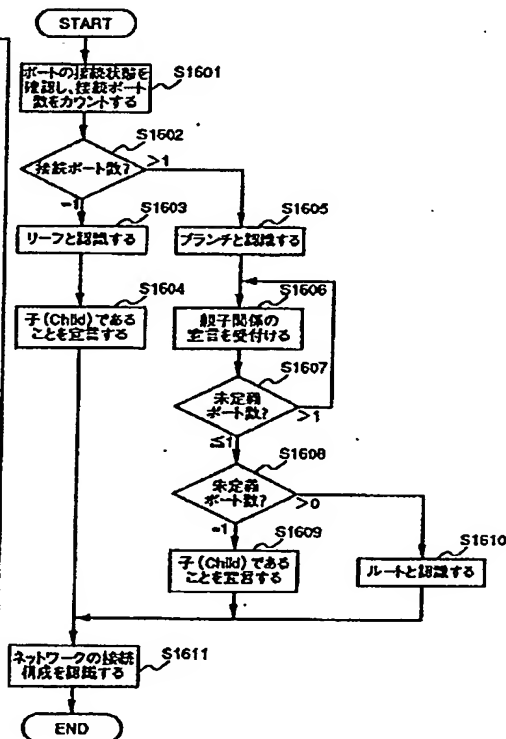 START
ポートの接続状態を
確認し、接続ポート
数をカウントする
S1601
接続ポート数?
S1602
>1
=1
リーフと認識する
S1603
ブランチと認識する
S1605
子(Child)である
ことを宣言する
S1604
親子関係の
宣言を受付ける
S1606
未定義
ポート数?
S1607
>1
≦1
未定義
ポート数?
S1608
>0
=1
子(Child)である
ことを宣言する
S1609
ルートと認識する
S1610
ネットワークの接続
構成を認識する
S1611
END